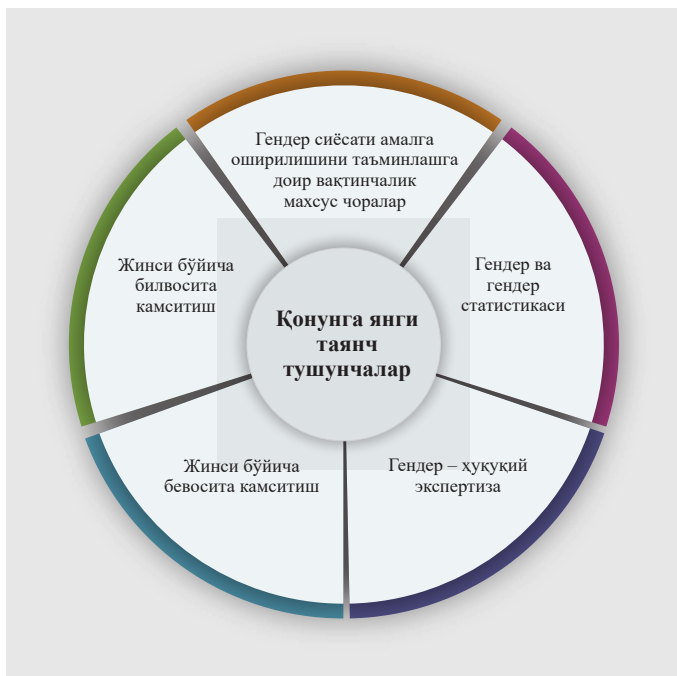 Гендер сиёсати амалга
оширилишини таъминлашга
доир вақтинчалик
махсус чоралар
Гендер ва
гендер
статистикаси
Гендер – ҳуқуқий
экспертиза
Жинси бўйича
бевосита камситиш
Жинси бўйича
билвосита
камситиш
Қонунга янги
таянч
тушунчалар